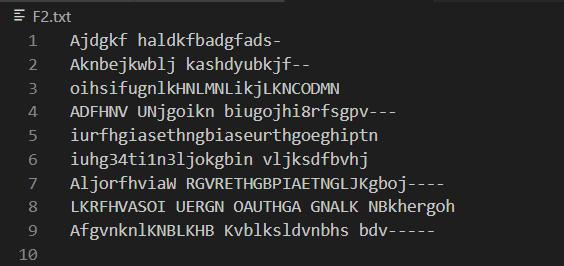 F2.txt
1 Ajdgkf haldkfbadgfads-
2 Aknbejkwblj kashdyubkjf--
3 oihsifugnlkHNLMNLikjLKNCODMN
4 ADFHNV UNjgoikn biugojhi8rfsgpv---
5 iurfhgiasethngbiaseurthgoeghiptn
6 iuhg34ti1n3ljokgbin vljksdfbvhj
7 AljorfhviaW RGVRETHGBPIAETNGLJKgboj----
8 LKRFHVASOI UERGN OAUTHGA GNALK NBkhergoh
9 AfgvnknlKNBLKHB Kvblksldvnbhs bdv-----
10